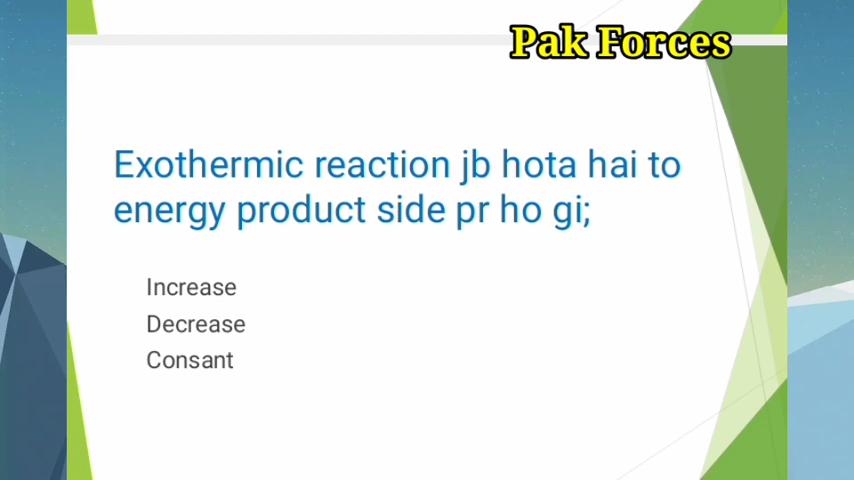 Pak Forces
Exothermic reaction jb hota hai to
energy product side pr ho gi;
Increase
Decrease
Consant